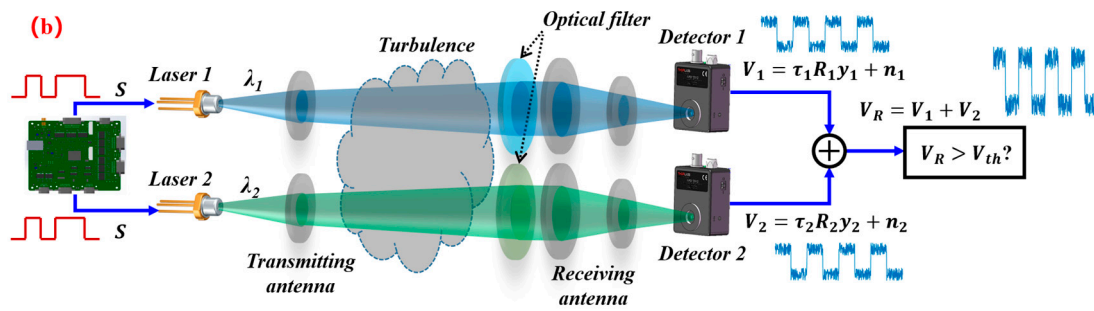 (b)
Optical filter
Turbulence
Detector 1
Laser 1
λ₁
S
V₁ = τ₁R₁y₁ + n₁
V_R = V₁ + V₂
V_R > V_th?
Laser 2
λ₂
S
V₂ = τ₂R₂y₂ + n₂
Transmitting
antenna
Receiving
antenna
Detector 2